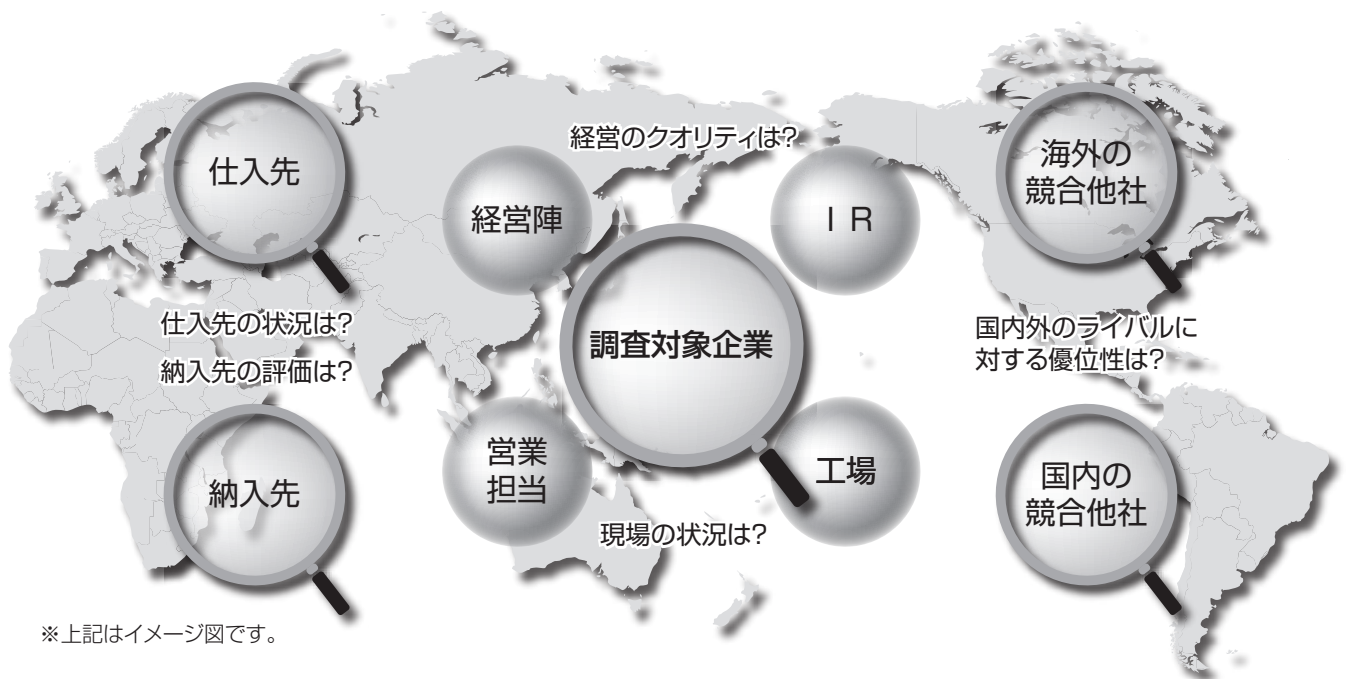 経営のクオリティは?
仕入先
経営陣
I R
海外の
競合他社
調査対象企業
仕入先の状況は?
納入先の評価は?
国内外のライバルに
対する優位性は?
納入先
営業
担当
工場
国内の
競合他社
現場の状況は?
※上記はイメージ図です。